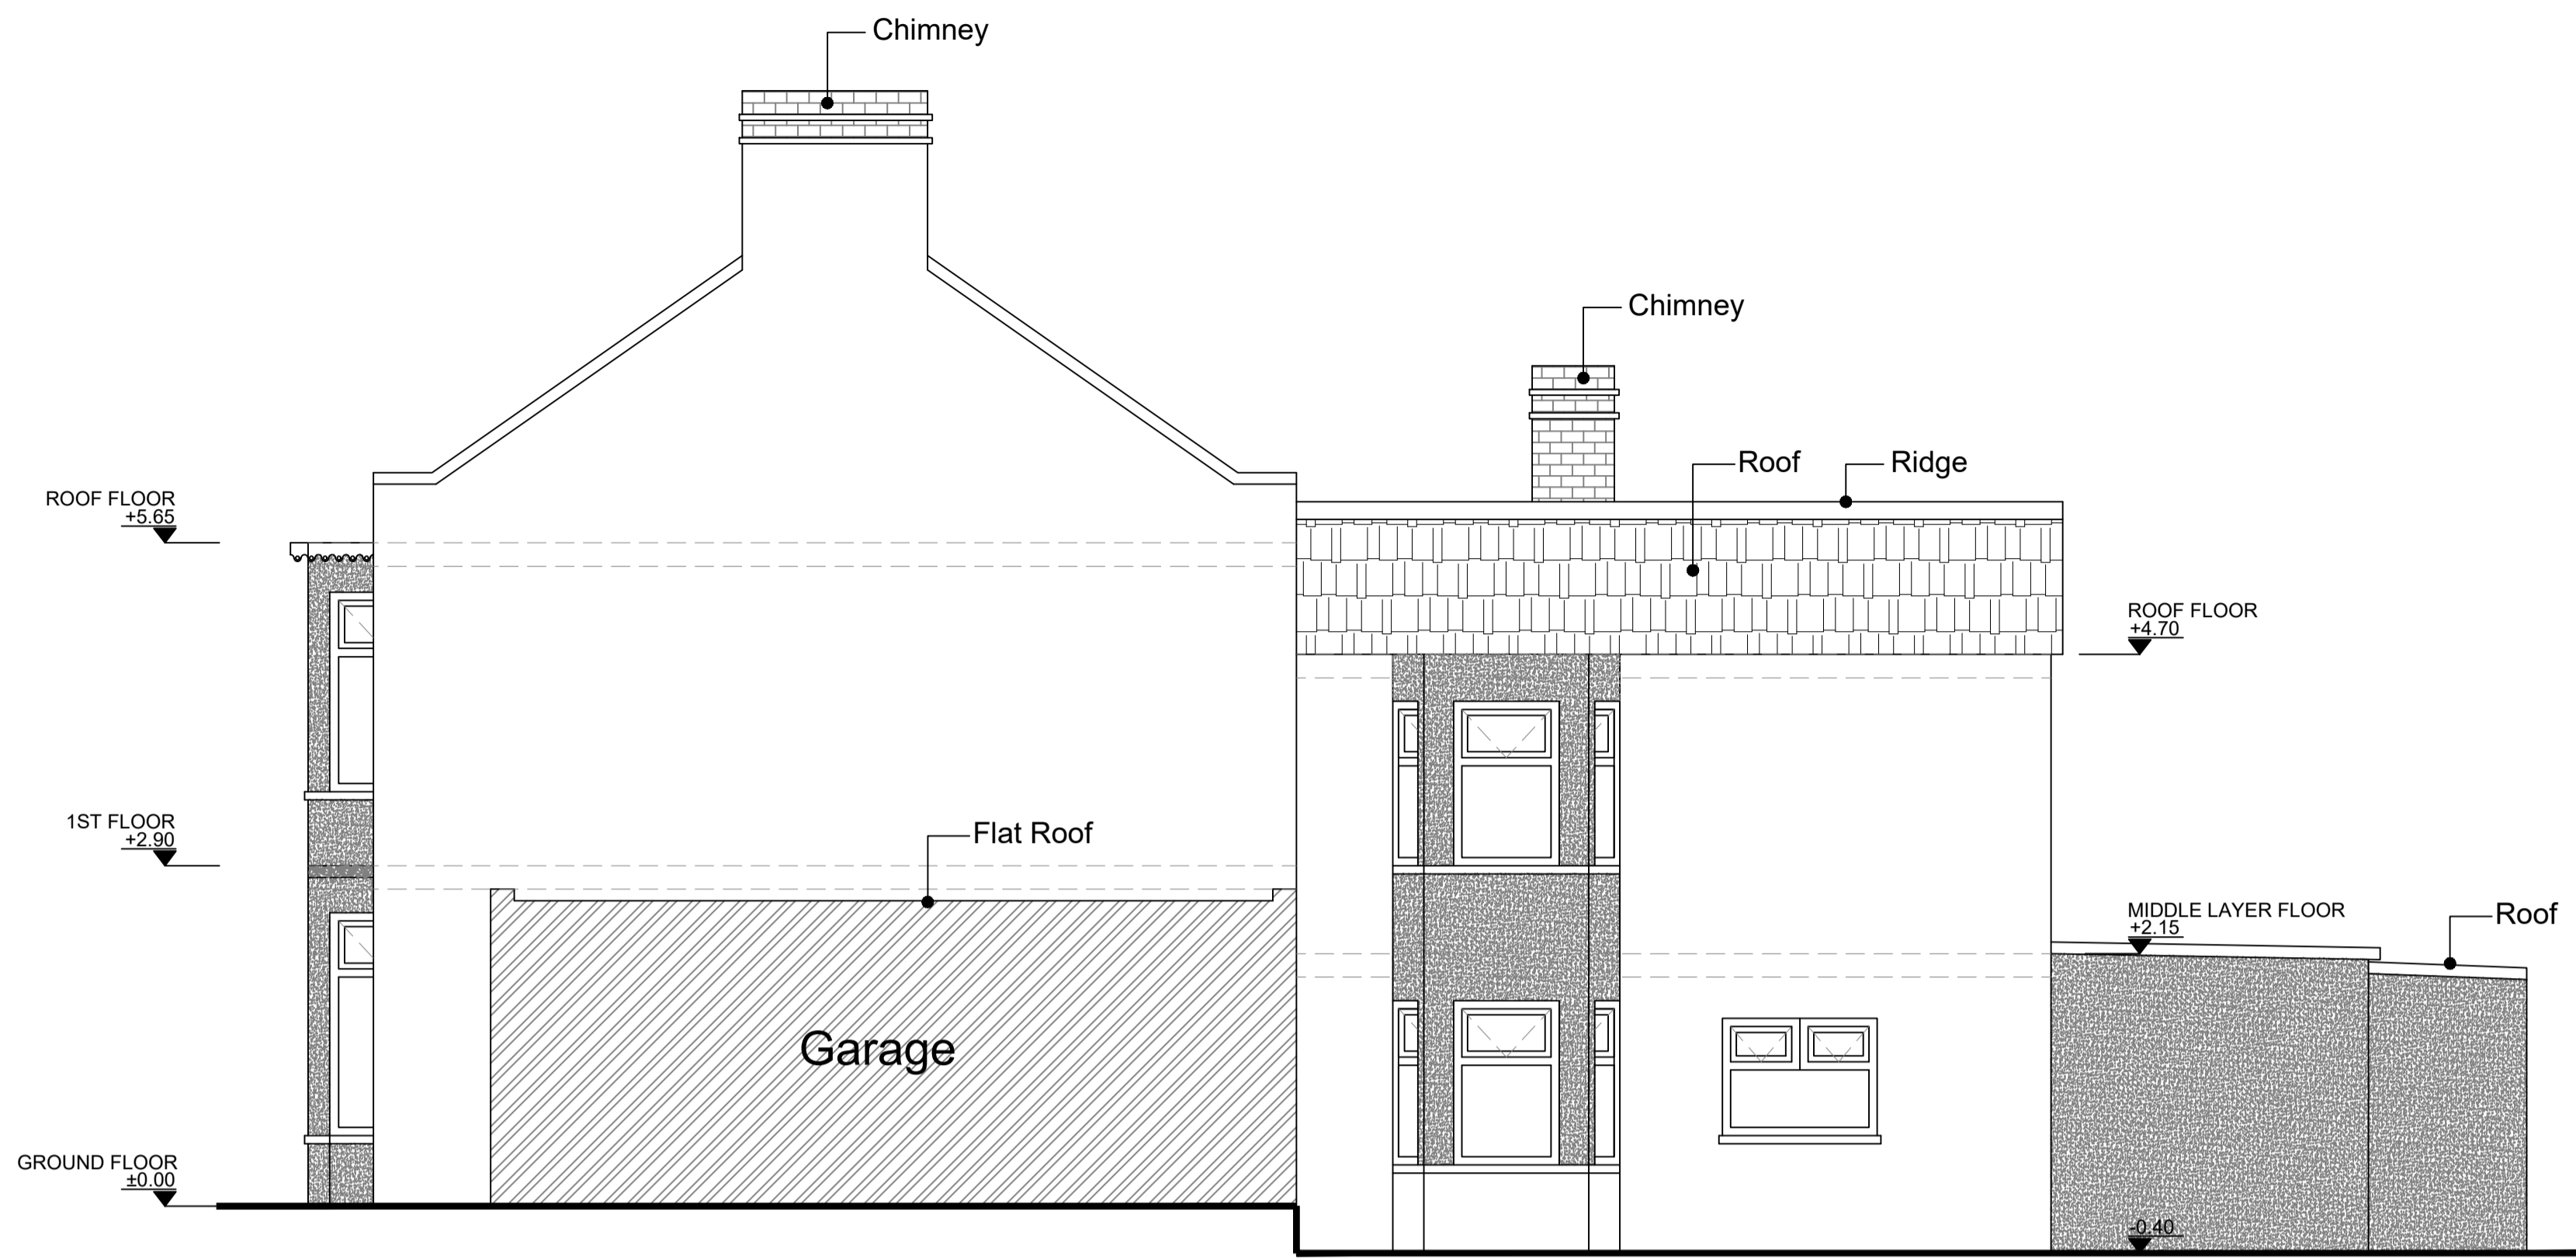 Chimney
Chimney
Roof
Ridge
ROOF FLOOR
+5.65
ROOF FLOOR
+4.70
1ST FLOOR
+2.90
Flat Roof
MIDDLE LAYER FLOOR
+2.15
Roof
Garage
GROUND FLOOR
±0.00
-0.40